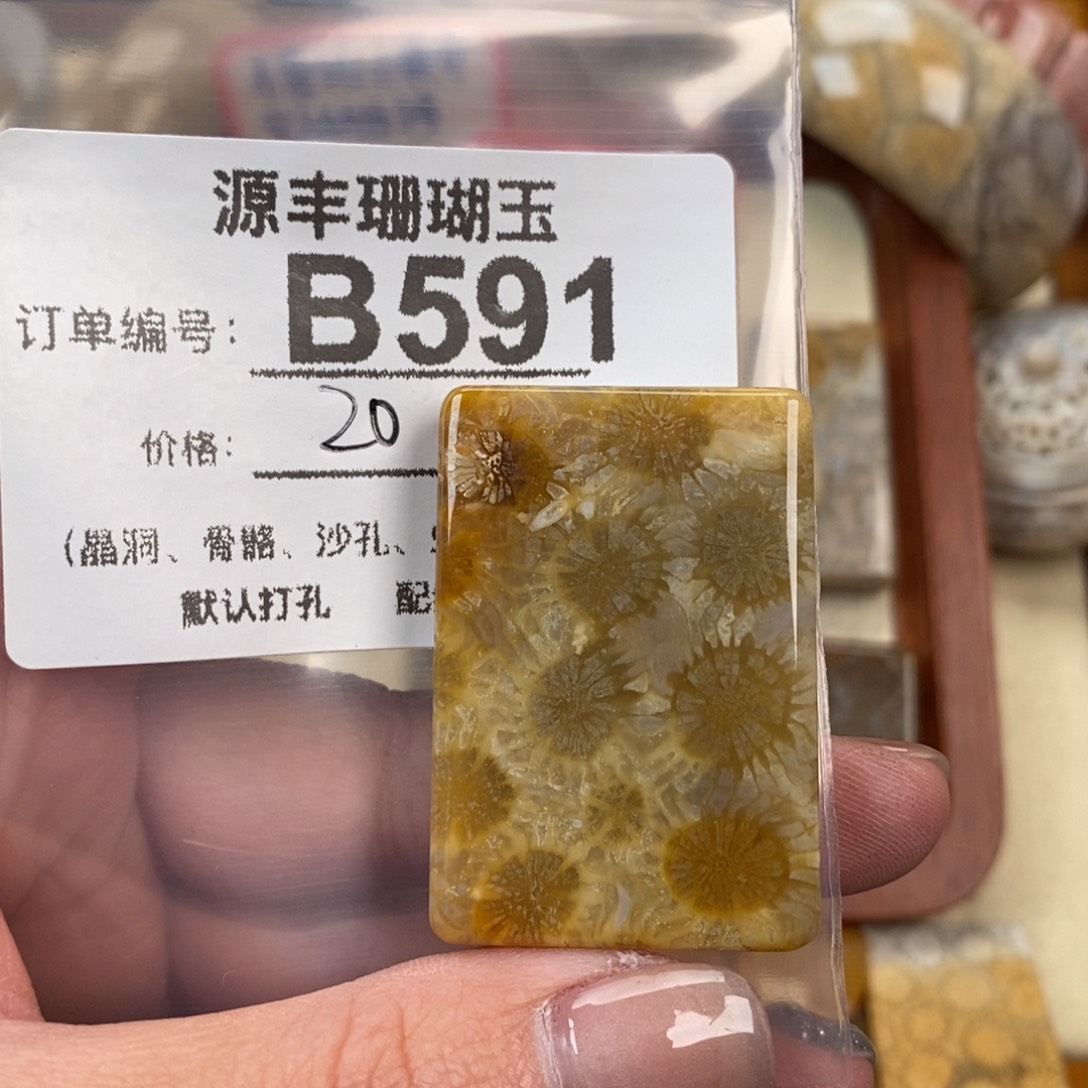 源丰珊瑚玉
订单编号: B591
价格: 20
(晶洞、骨骼、沙孔、
默认打孔 配